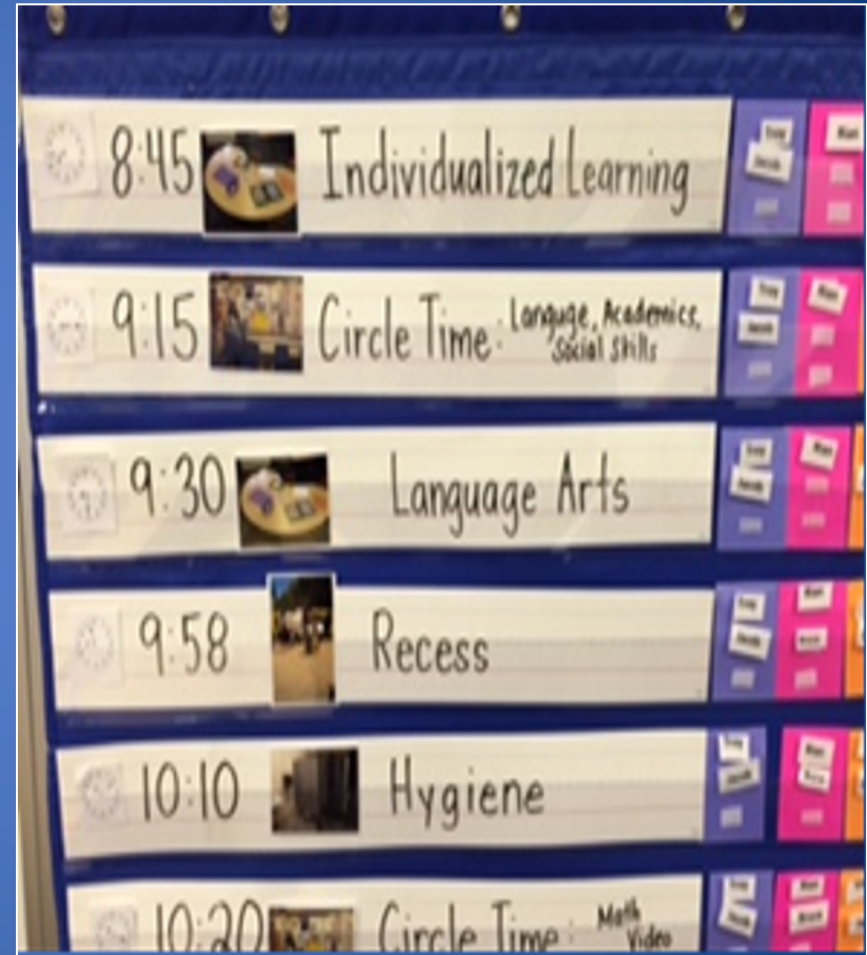 8:45 Individualized Learning
9:15 Circle Time: Languge, Academics,
Social Skills
9:30 Language Arts
9:58 Recess
10:10 Hygiene
10:20 Circle Time: Math
Video